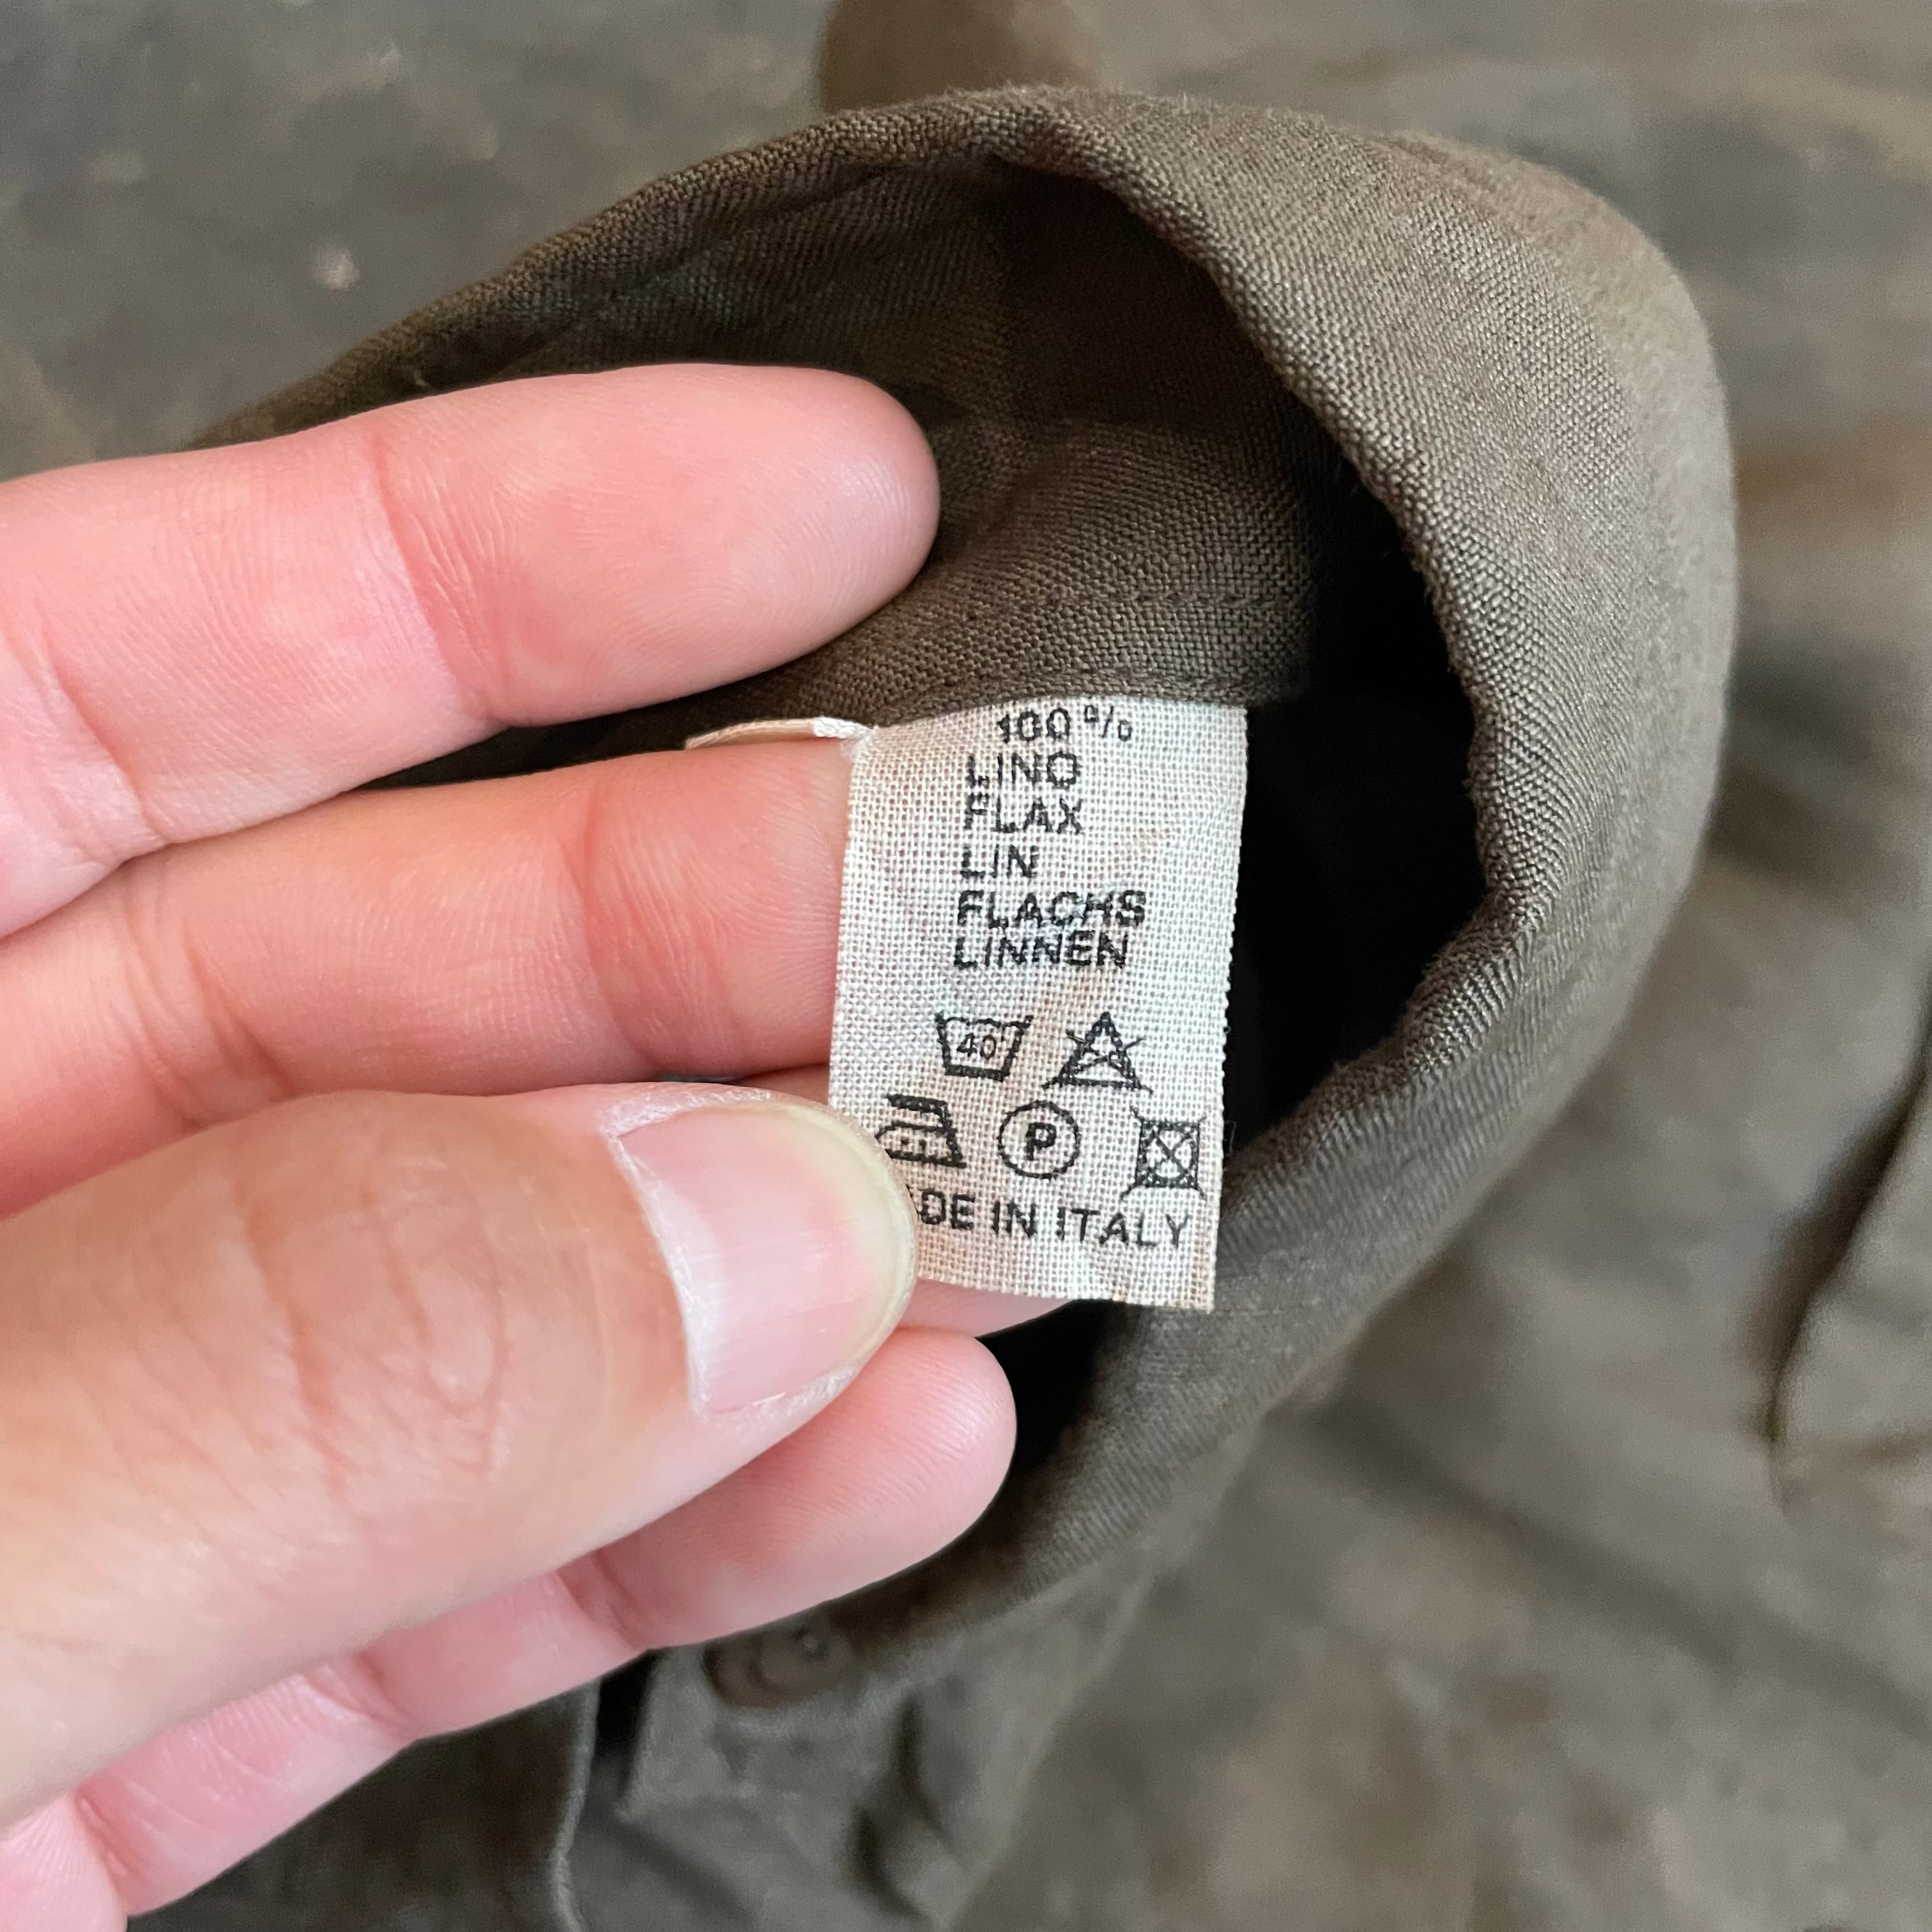 100%
LINO
FLAX
LIN
FLACHS
LINNEN
40
P
DE IN ITALY